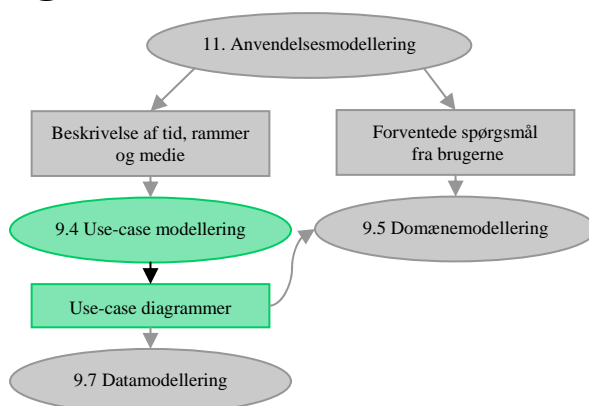 11. Anvendelsesmodellering
Beskrivelse af tid, rammer
og medie
Forventede spørgsmål
fra brugerne
9.4 Use-case modellering
9.5 Domænemodellering
Use-case diagrammer
9.7 Datamodellering